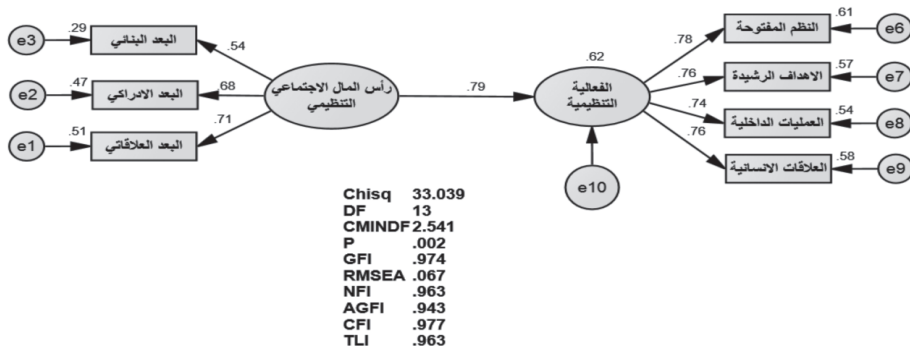 e3
.29
البعد البنائي
.54
e2
.47
البعد الادراكي
.68
e1
.51
البعد العلاقاتي
.71
رأس المال الاجتماعي
التنظيمي
.79
.62
الفعالية
التنظيمية
e10
.78
النظم المفتوحة
.61
e6
.76
الاهداف الرشيدة
.57
e7
.74
العمليات الداخلية
.54
e8
.76
العلاقات الانسانية
.58
e9
Chisq 33.039
DF 13
CMINDF 2.541
P .002
GFI .974
RMSEA .067
NFI .963
AGFI .943
CFI .977
TLI .963